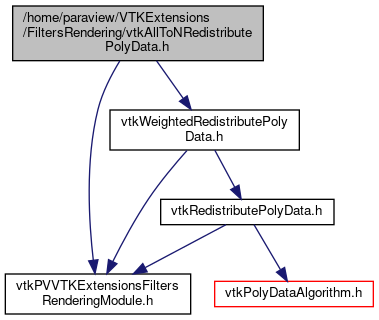 /home/paraview/VTKExtensions
/FiltersRendering/vtkAllToNRedistribute
PolyData.h
vtkWeightedRedistributePoly
Data.h
vtkRedistributePolyData.h
vtkPVVTKExtensionsFilters
RenderingModule.h
vtkPolyDataAlgorithm.h